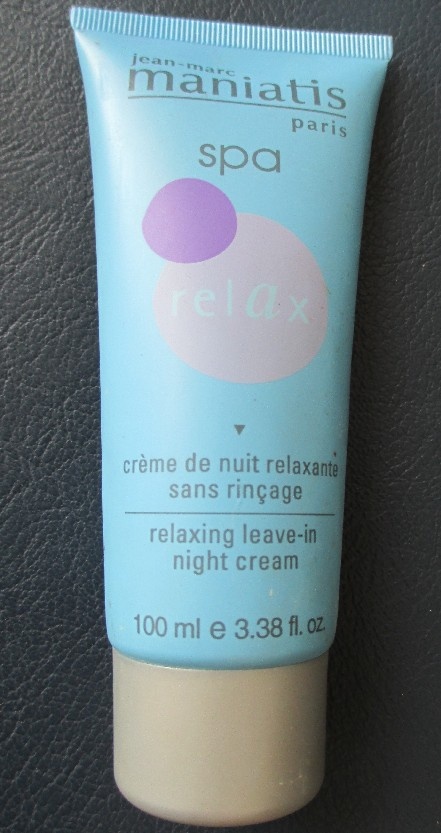 jean-marc
maniatis
paris
spa
relax
crème de nuit relaxante
sans rinçage
relaxing leave-in
night cream
100 ml e 3.38 fl. oz.